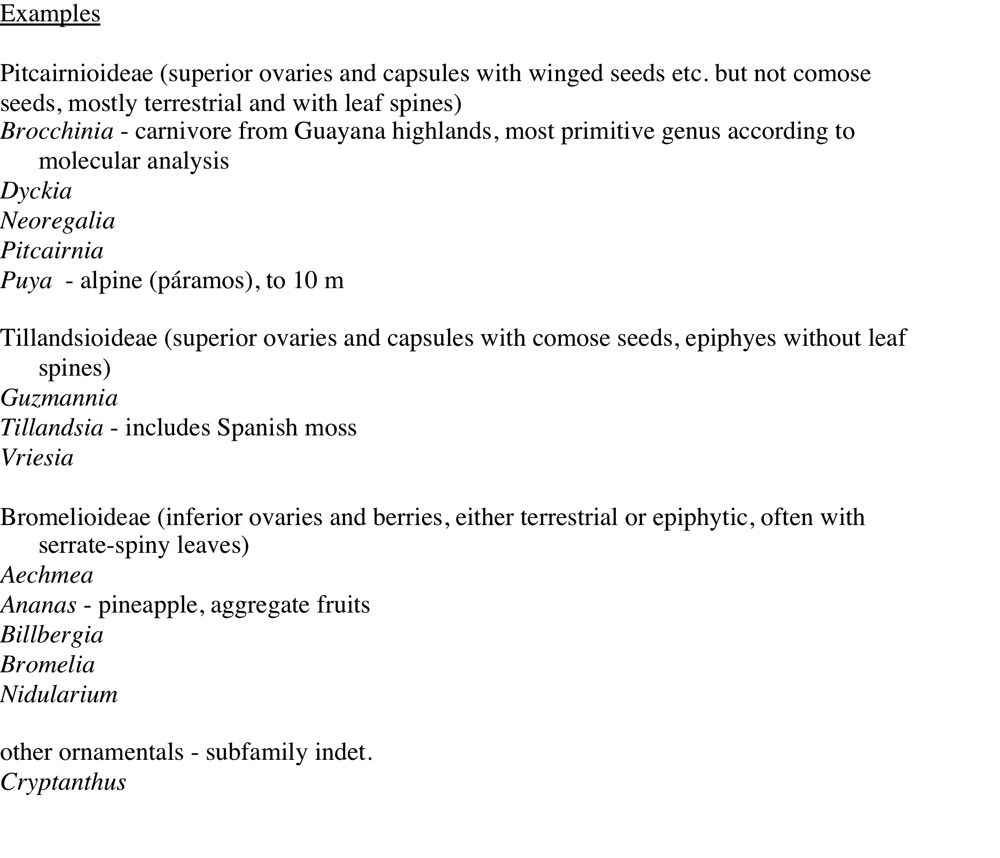 Examples
Pitcairnioideae (superior ovaries and capsules with winged seeds etc. but not comose
seeds, mostly terrestrial and with leaf spines)
Brocchinia - carnivore from Guayana highlands, most primitive genus according to
molecular analysis
Dyckia
Neoregalia
Pitcairnia
Puya  - alpine (páramos), to 10 m
Tillandsioideae (superior ovaries and capsules with comose seeds, epiphyes without leaf
spines)
Guzmannia
Tillandsia - includes Spanish moss
Vriesia
Bromelioideae (inferior ovaries and berries, either terrestrial or epiphytic, often with
serrate-spiny leaves)
Aechmea
Ananas - pineapple, aggregate fruits
Billbergia
Bromelia
Nidularium
other ornamentals - subfamily indet.
Cryptanthus